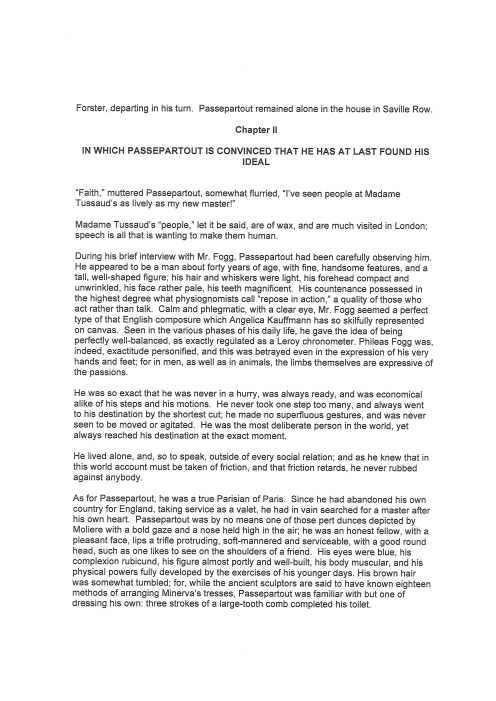 Forster, departing in his turn.  Passepartout remained alone in the house in Saville Row.
Chapter II
IN WHICH PASSEPARTOUT IS CONVINCED THAT HE HAS AT LAST FOUND HIS
IDEAL
“Faith,” muttered Passepartout, somewhat flurried, “I’ve seen people at Madame
Tussaud’s as lively as my new master!”
Madame Tussaud’s “people,” let it be said, are of wax, and are much visited in London;
speech is all that is wanting to make them human.
During his brief interview with Mr. Fogg, Passepartout had been carefully observing him.
He appeared to be a man about forty years of age, with fine, handsome features, and a
tall, well-shaped figure; his hair and whiskers were light, his forehead compact and
unwrinkled, his face rather pale, his teeth magnificent.  His countenance possessed in
the highest degree what physiognomists call “repose in action,” a quality of those who
act rather than talk.  Calm and phlegmatic, with a clear eye, Mr. Fogg seemed a perfect
type of that English composure which Angelica Kauffmann has so skilfully represented
on canvas.  Seen in the various phases of his daily life, he gave the idea of being
perfectly well-balanced, as exactly regulated as a Leroy chronometer. Phileas Fogg was,
indeed, exactitude personified, and this was betrayed even in the expression of his very
hands and feet; for in men, as well as in animals, the limbs themselves are expressive of
the passions.
He was so exact that he was never in a hurry, was always ready, and was economical
alike of his steps and his motions.  He never took one step too many, and always went
to his destination by the shortest cut; he made no superfluous gestures, and was never
seen to be moved or agitated.  He was the most deliberate person in the world, yet
always reached his destination at the exact moment.
He lived alone, and, so to speak, outside of every social relation; and as he knew that in
this world account must be taken of friction, and that friction retards, he never rubbed
against anybody.
As for Passepartout, he was a true Parisian of Paris.  Since he had abandoned his own
country for England, taking service as a valet, he had in vain searched for a master after
his own heart.  Passepartout was by no means one of those pert dunces depicted by
Moliere with a bold gaze and a nose held high in the air; he was an honest fellow, with a
pleasant face, lips a trifle protruding, soft-mannered and serviceable, with a good round
head, such as one likes to see on the shoulders of a friend.  His eyes were blue, his
complexion rubicund, his figure almost portly and well-built, his body muscular, and his
physical powers fully developed by the exercises of his younger days. His brown hair
was somewhat tumbled; for, while the ancient sculptors are said to have known eighteen
methods of arranging Minerva’s tresses, Passepartout was familiar with but one of
dressing his own: three strokes of a large-tooth comb completed his toilet.